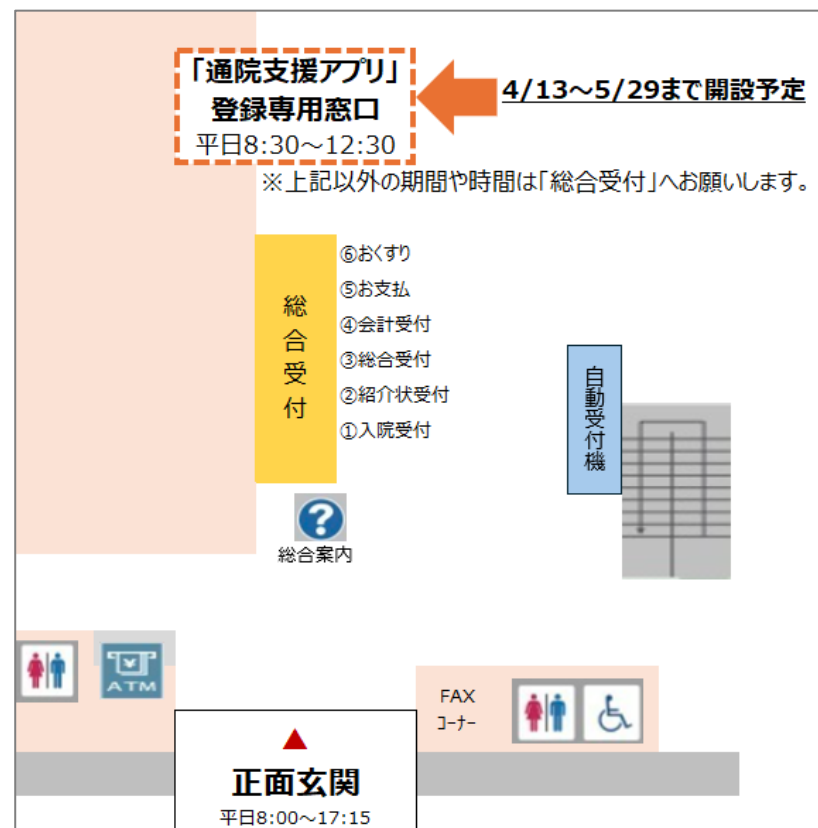 「通院支援アプリ」
登録専用窓口
平日8:30～12:30
4/13～5/29まで開設予定
※上記以外の期間や時間は「総合受付」へお願いします。
総合受付
⑥おくすり
⑤お支払
④会計受付
③総合受付
②紹介状受付
①入院受付
自動受付機
?
総合案内
ATM
FAX
コーナー
正面玄関
平日8:00～17:15